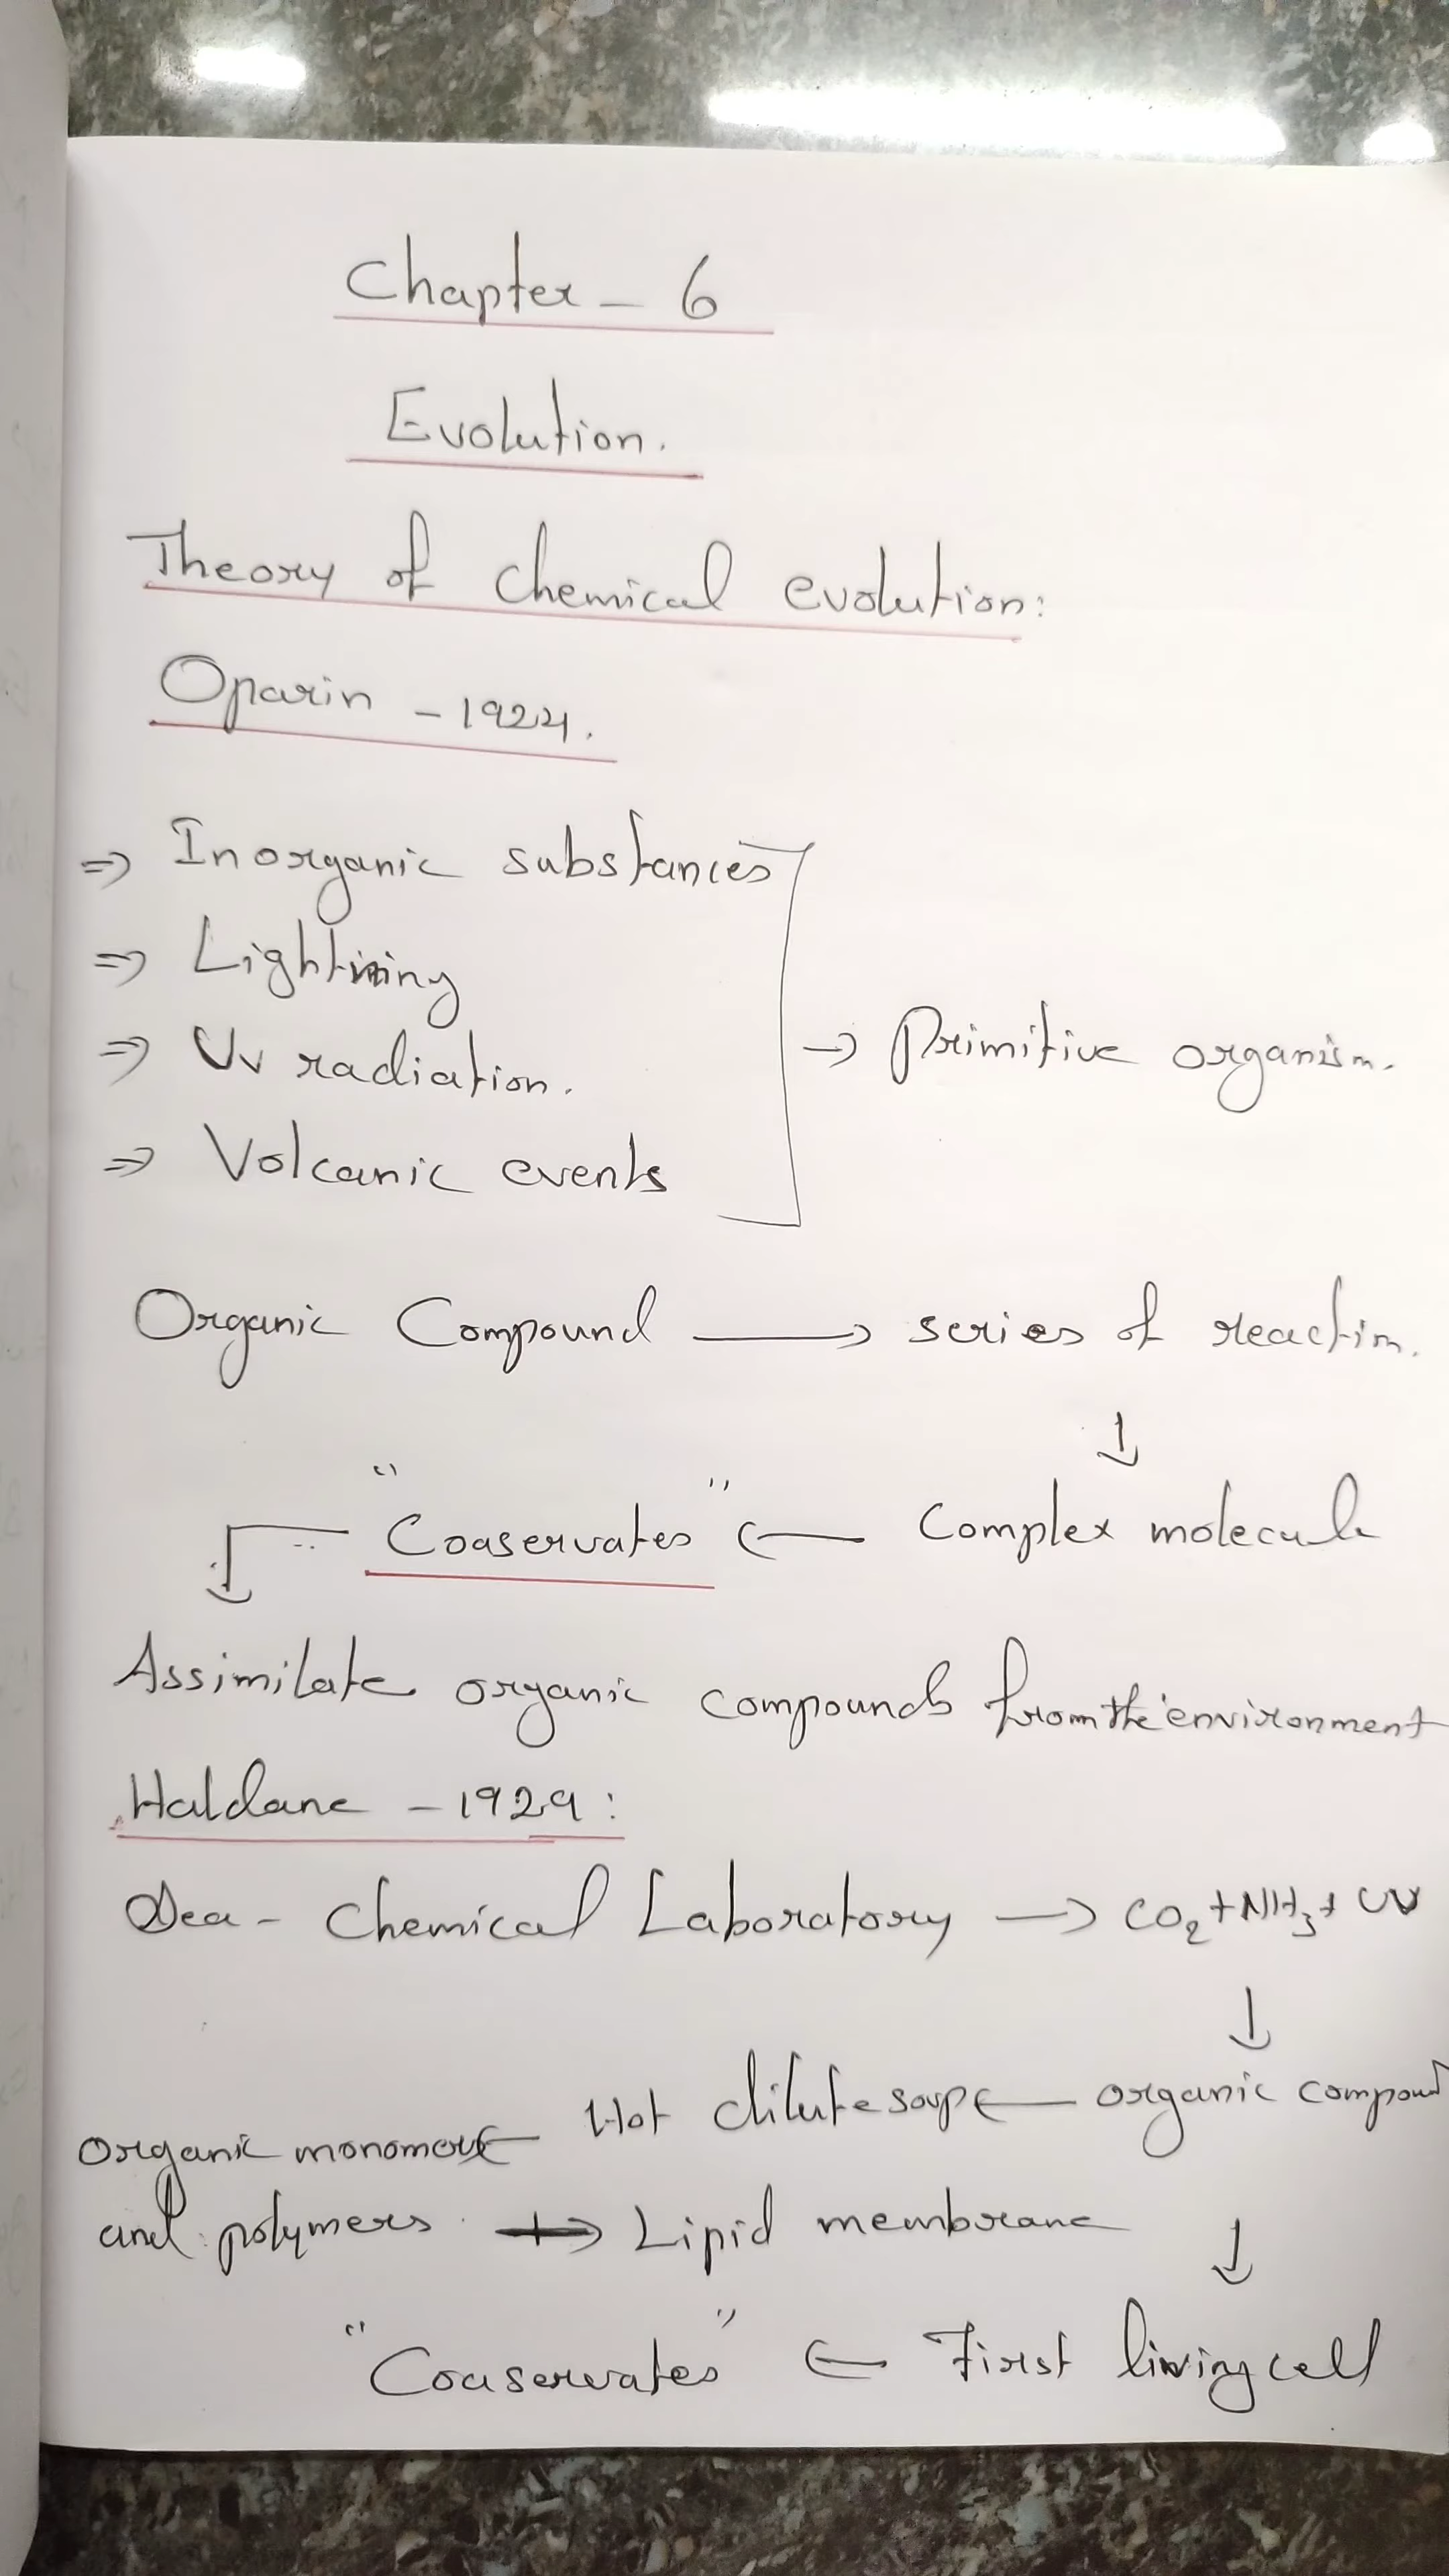 Chapter - 6
Evolution.
Theory of chemical evolution:
Oparin - 1924.
⇒ Inorganic substances
⇒ Lightining
⇒ UV radiation.
→ Primitive organism.
⇒ Volcanic events
Organic Compound → series of reaction.
↓
"Coaservates" ← Complex molecule
Assimilate organic compounds from the environment
Haldane - 1929:
Sea - Chemical Laboratory → CO₂ + NH₃ + UV
↓
Hot dilute soup ← organic compound
Organic monomers ←
and polymers → Lipid membrane
↓
"Coaservates" ← First living cell